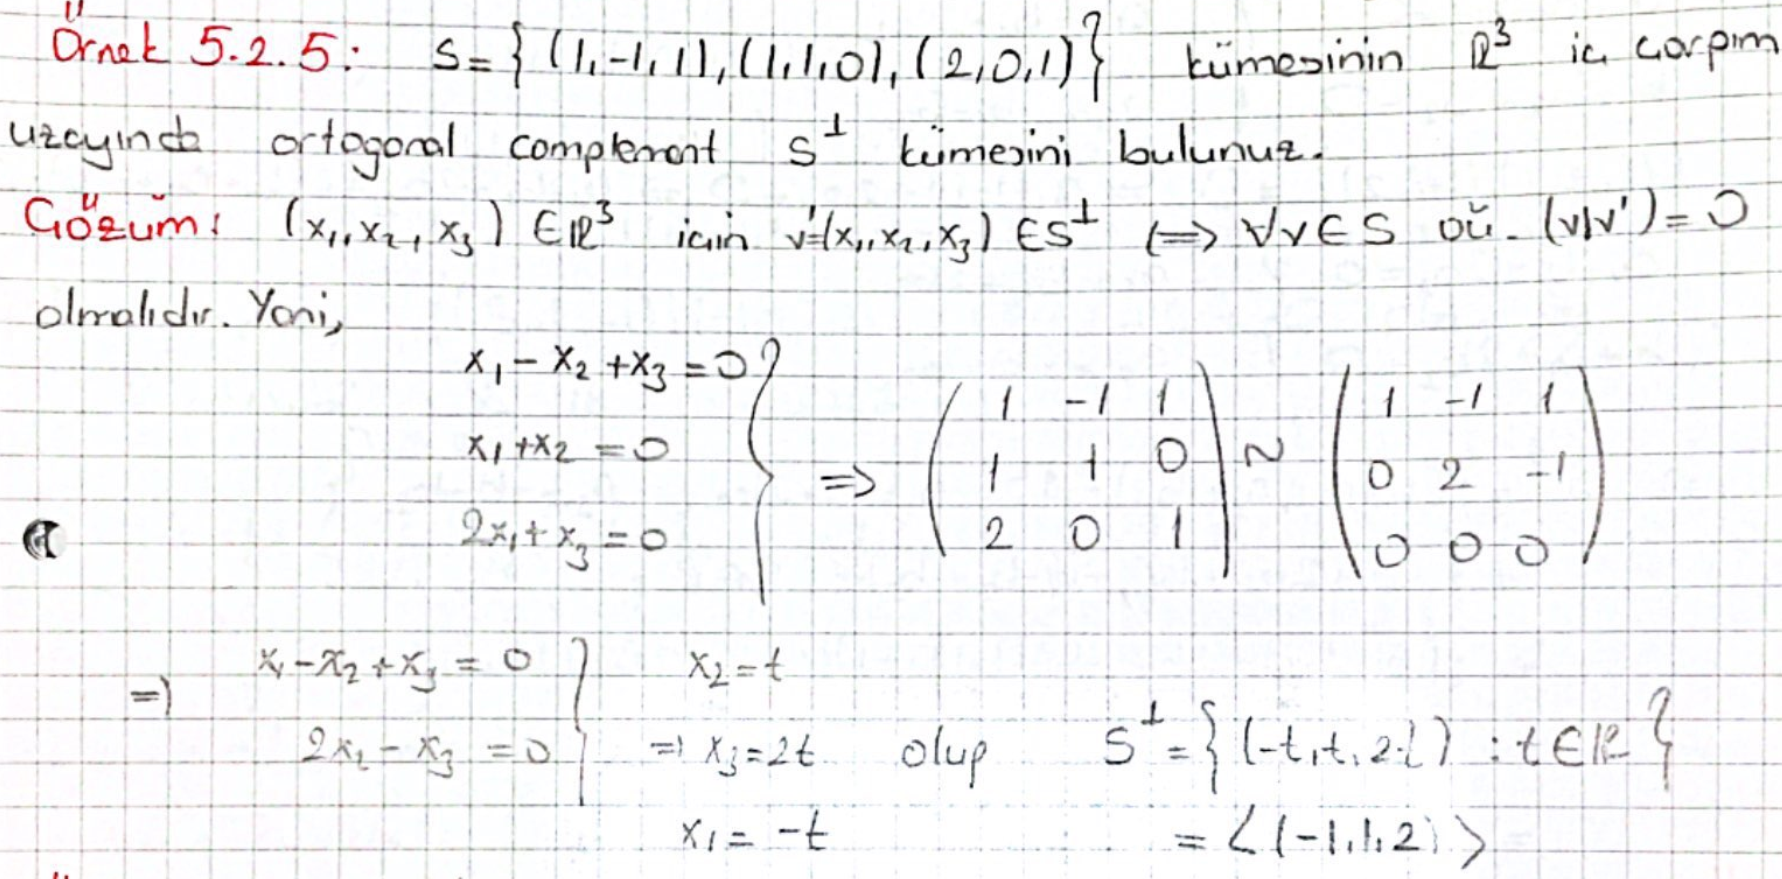 Örnek 5.2.5: S={(1,-1,1),(1,1,0),(2,0,1)} kümesinin ℝ³ iç çarpım
uzayında ortogonal complement S⊥ kümesini bulunuz.
Çözüm: (x₁,x₂,x₃) ∈ℝ³ için v'=(x₁,x₂,x₃) ∈S⊥ ⟺ ∀v∈S öü. (v|v')=0
olmalıdır. Yani,
x₁-x₂+x₃=0
x₁+x₂=0
2x₁+x₃=0
⇒ (1 -1 1; 1 1 0; 2 0 1) ~ (1 -1 1; 0 2 -1; 0 0 0)
⇒ x₁-x₂+x₃=0 x₂=t
2x₂-x₃=0 ⇒ x₃=2t olup S⊥={(-t,t,2t) : t∈ℝ}
x₁=-t =<(-1,1,2)>